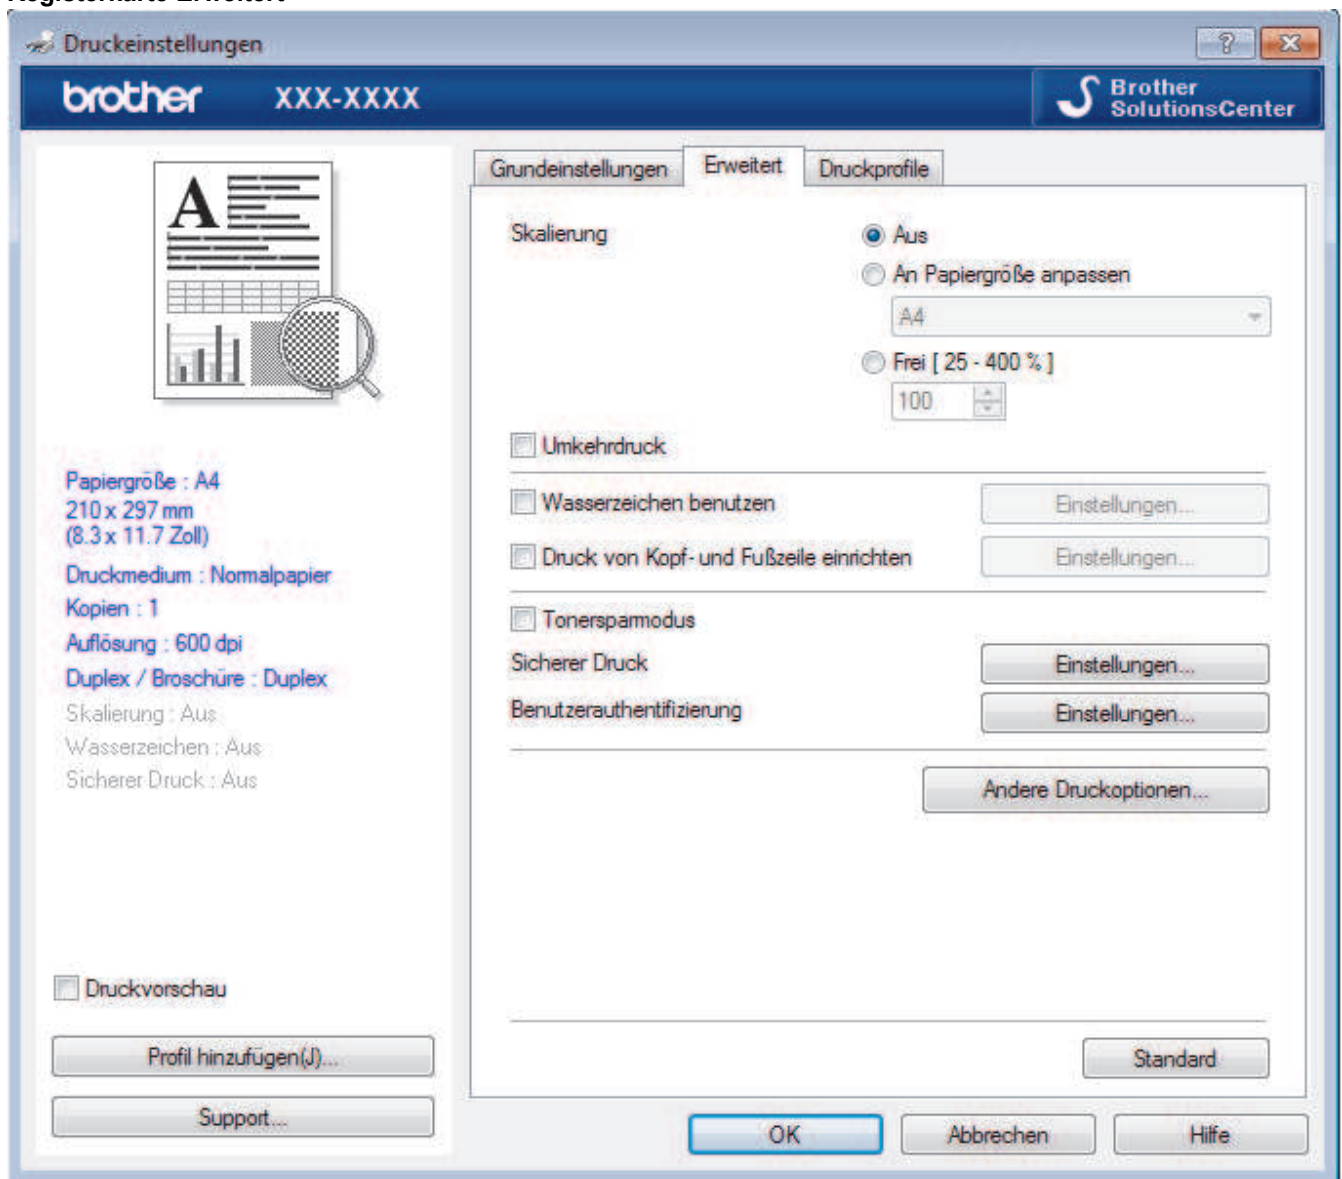 Registerkarte Erweitert
Druckeinstellungen
brother XXX-XXXX
Brother
SolutionsCenter
A
Papiergröße : A4
210 x 297 mm
(8.3 x 11.7 Zoll)
Druckmedium : Normalpapier
Kopien : 1
Auflösung : 600 dpi
Duplex / Broschüre : Duplex
Skalierung : Aus
Wasserzeichen : Aus
Sicherer Druck : Aus
Druckvorschau
Profil hinzufügen(J)...
Support...
Grundeinstellungen Erweitert Druckprofile
Skalierung
Aus
An Papiergröße anpassen
A4
Frei [ 25 - 400 % ]
100
Umkehrdruck
Wasserzeichen benutzen Einstellungen...
Druck von Kopf- und Fußzeile einrichten Einstellungen...
Tonersparmodus
Sicherer Druck Einstellungen...
Benutzerauthentifizierung Einstellungen...
Andere Druckoptionen...
Standard
OK Abbrechen Hilfe